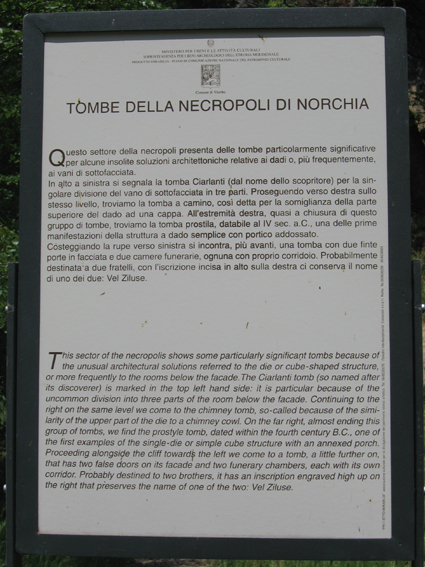 MINISTERO PER I BENI E LE ATTIVITÀ CULTURALI
TOMBE DELLA NECROPOLI DI NORCHIA
Questo settore della necropoli presenta delle tombe particolarmente significative
per alcune insolite soluzioni architettoniche relative ai dadi o, più frequentemente,
ai vani di sottofacciata.
In alto a sinistra si segnala la tomba Ciarlanti (dal nome dello scopritore) per la sin-
golare divisione del vano di sottofacciata in tre parti. Proseguendo verso destra sullo
stesso livello, troviamo la tomba a camino, così detta per la somiglianza della parte
superiore del dado ad una cappa. All'estremità destra, quasi a chiusura di questo
gruppo di tombe, troviamo la tomba prostila, databile al IV sec. a.C., una delle prime
manifestazioni della struttura a dado semplice con portico addossato.
Costeggiando la rupe verso sinistra si incontra, più avanti, una tomba con due finte
porte in facciata e due camere funerarie, ognuna con proprio corridoio. Probabilmente
destinata a due fratelli, con l'iscrizione incisa in alto sulla destra ci conserva il nome
di uno dei due: Vel Ziluse.
This sector of the necropolis shows some particularly significant tombs because of
the unusual architectural solutions referred to the die or cube-shaped structure,
or more frequently to the rooms below the facade. The Ciarlanti tomb (so named after
its discoverer) is marked in the top left hand side: it is particular because of the
uncommon division into three parts of the room below the facade. Continuing to the
right on the same level we come to the chimney tomb, so-called because of the simi-
larity of the upper part of the die to a chimney cowl. On the far right, almost ending this
group of tombs, we find the prostyle tomb, dated within the fourth century B.C., one of
the first examples of the single-die or simple cube structure with an annexed porch.
Proceeding alongside the cliff towards the left we come to a tomb, a little further on,
that has two false doors on its facade and two funerary chambers, each with its own
corridor. Probably destined to two brothers, it has an inscription engraved high up on
the right that preserves the name of one of the two: Vel Ziluse.